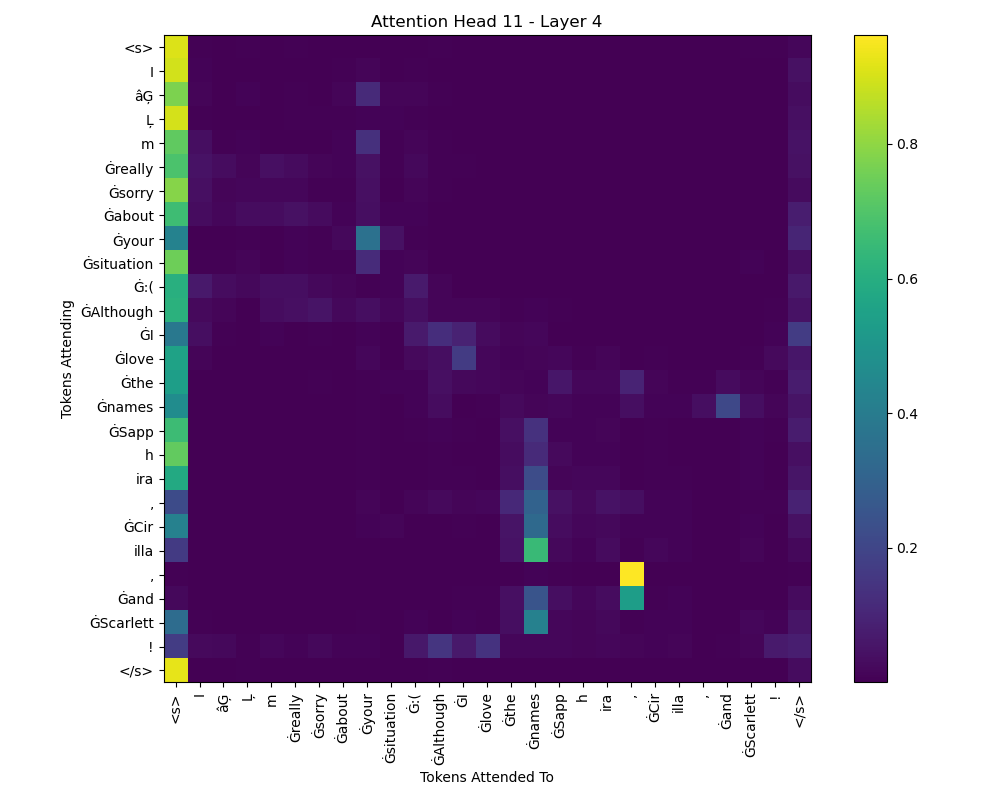 Attention Head 11 - Layer 4
Tokens Attending
<s>
I
âĢ
Ļ
m
Ġreally
Ġsorry
Ġabout
Ġyour
Ġsituation
Ġ:(
ĠAlthough
ĠI
Ġlove
Ġthe
Ġnames
ĠSapp
h
ira
,
ĠCir
illa
,
Ġand
ĠScarlett
!
</s>
<s>
I
âĢ
Ļ
m
Ġreally
Ġsorry
Ġabout
Ġyour
Ġsituation
Ġ:(
ĠAlthough
ĠI
Ġlove
Ġthe
Ġnames
ĠSapp
h
ira
,
ĠCir
illa
,
Ġand
ĠScarlett
!
</s>
Tokens Attended To
0.8
0.6
0.4
0.2